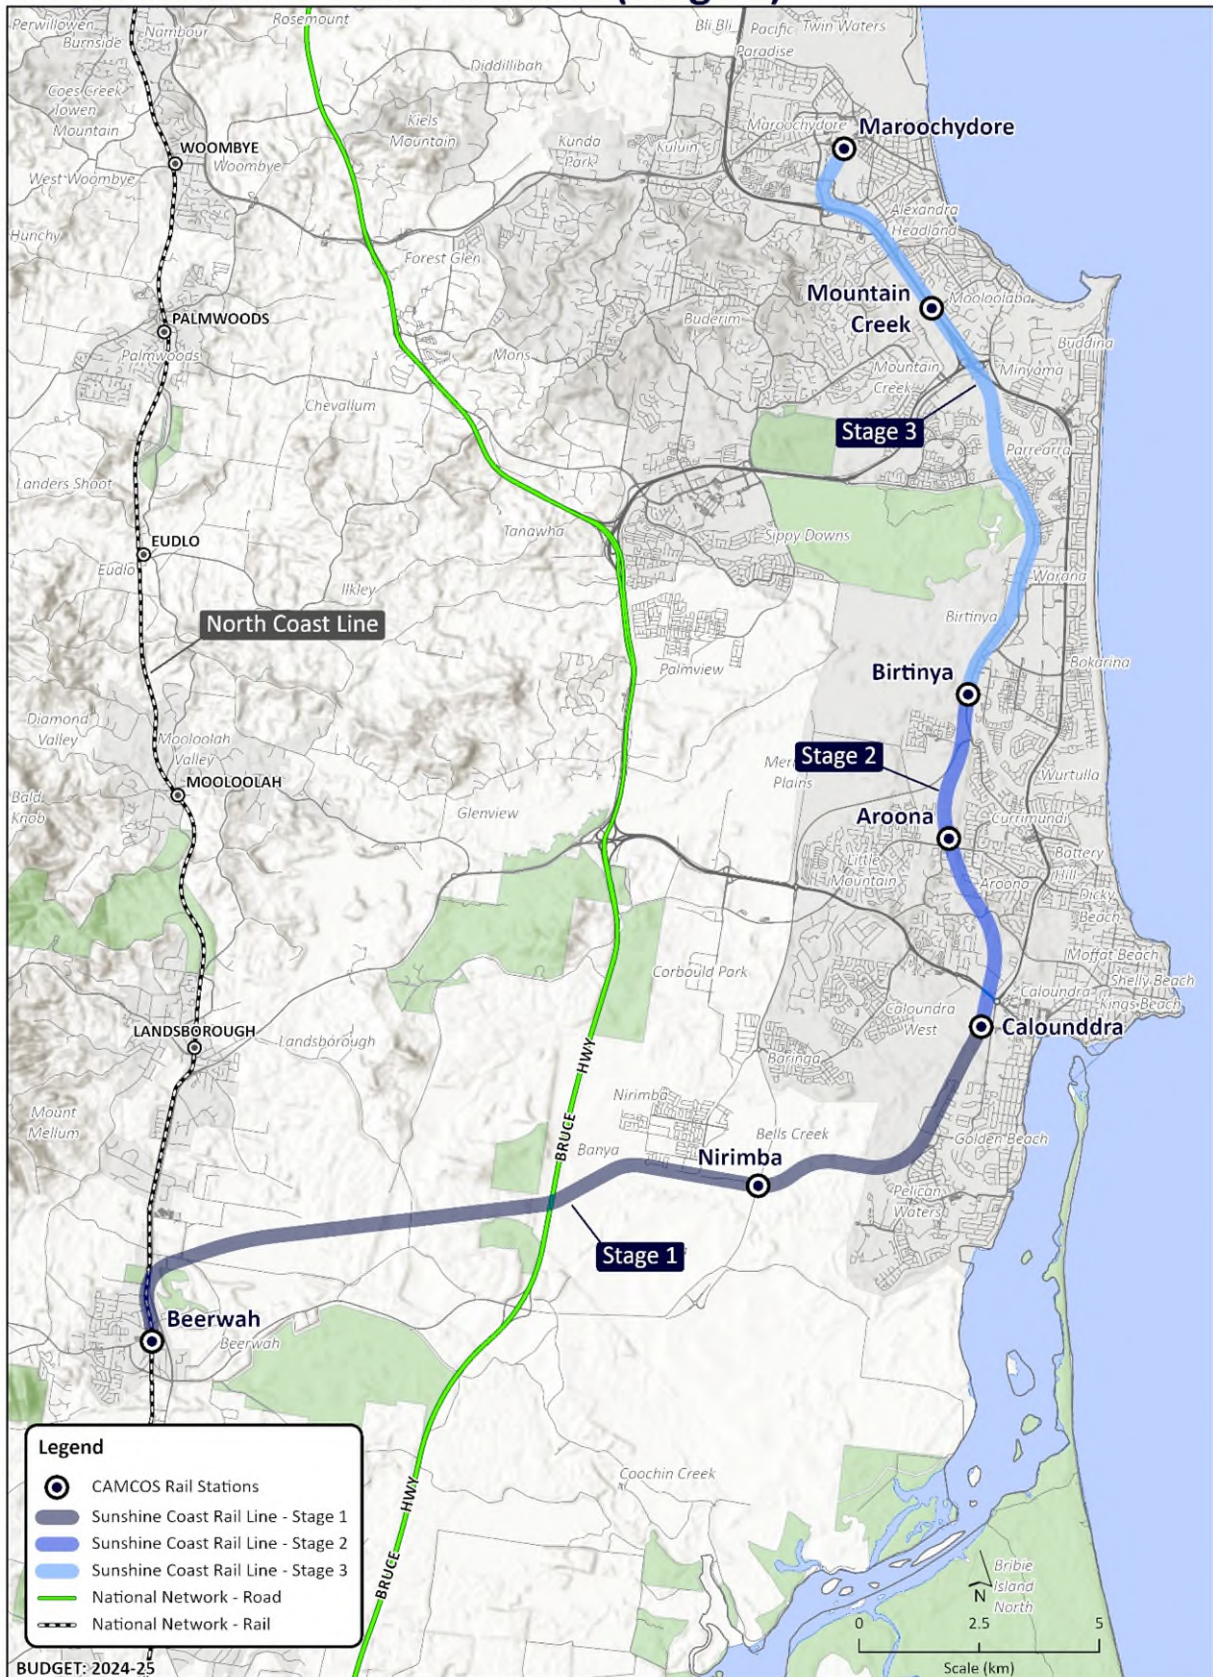 Perwillowen
Burnside
Nambour
Rosemount
Bli Bli
Pacific
Paradise
Twin Waters
Diddillibah
Coes Creek
Towen
Mountain
Kiels
Mountain
Kunda
Park
Kuluin
Maroochydore
Maroochydore
WOOMBYE
Woombye
West Woombye
Alexandra
Headland
Hunchy
Forest Glen
Mountain
Creek
Mooloolaba
PALMWOODS
Palmwoods
Buderim
Buddina
Mons
Mountain
Creek
Minyama
Chevallum
Stage 3
Parrearra
Landers Shoot
Tanawha
Sippy Downs
EUDLO
Eudlo
Ilkley
Warana
North Coast Line
Birtinya
Palmview
Birtinya
Bokarina
Diamond
Valley
Mooloolah
Valley
Stage 2
Plains
Wurtulla
MOOLOOLAH
Bald
Knob
Glenview
Aroona
Currimundi
Little
Mountain
Aroona
Battery
Hill
Dicky
Beach
Corbould Park
Moffat Beach
Shelly Beach
Caloundra
West
Caloundra
Kings Beach
LANDSBOROUGH
Landsborough
Calounddra
Baringa
BRUCE HWY
Nirimba
Mount
Mellum
Banya
Bells Creek
Golden Beach
Nirimba
Pelican
Waters
Stage 1
Beerwah
Beerwah
Legend
CAMCOS Rail Stations
Sunshine Coast Rail Line - Stage 1
Sunshine Coast Rail Line - Stage 2
Sunshine Coast Rail Line - Stage 3
National Network - Road
National Network - Rail
BRUCE HWY
Coochin Creek
Bribie
Island
North
N
0 2.5 5
Scale (km)
BUDGET: 2024-25